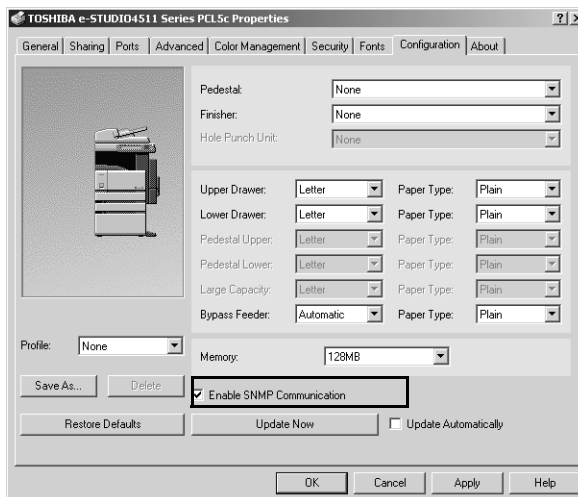 TOSHIBA e-STUDIO4511 Series PCL5c Properties
General Sharing Ports Advanced Color Management Security Fonts Configuration About
Pedestal: None
Finisher: None
Hole Punch Unit: None
Upper Drawer: Letter Paper Type: Plain
Lower Drawer: Letter Paper Type: Plain
Pedestal Upper: Letter Paper Type: Plain
Pedestal Lower: Letter Paper Type: Plain
Large Capacity: Letter Paper Type: Plain
Bypass Feeder: Automatic Paper Type: Plain
Profile: None
Memory: 128MB
Save As... Delete
Enable SNMP Communication
Restore Defaults Update Now Update Automatically
OK Cancel Apply Help